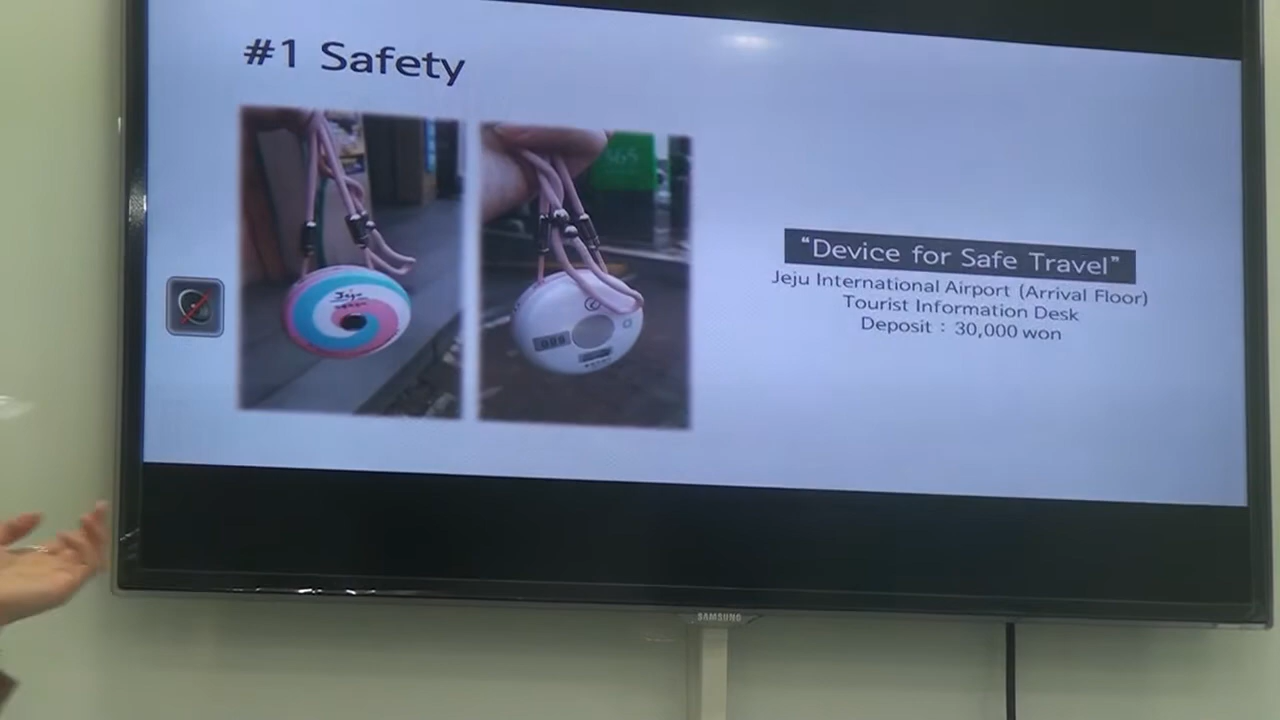 #1 Safety
365
Jeju
“Device for Safe Travel”
Jeju International Airport (Arrival Floor)
Tourist Information Desk
Deposit : 30,000 won
SAMSUNG